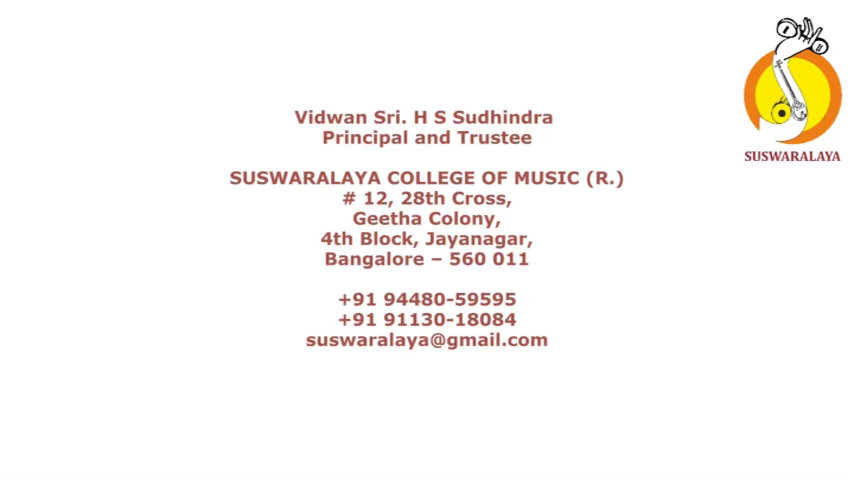 Vidwan Sri. H S Sudhindra
Principal and Trustee
SUSWARALAYA COLLEGE OF MUSIC (R.)
# 12, 28th Cross,
Geetha Colony,
4th Block, Jayanagar,
Bangalore – 560 011
+91 94480-59595
+91 91130-18084
suswaralaya@gmail.com
SUSWARALAYA